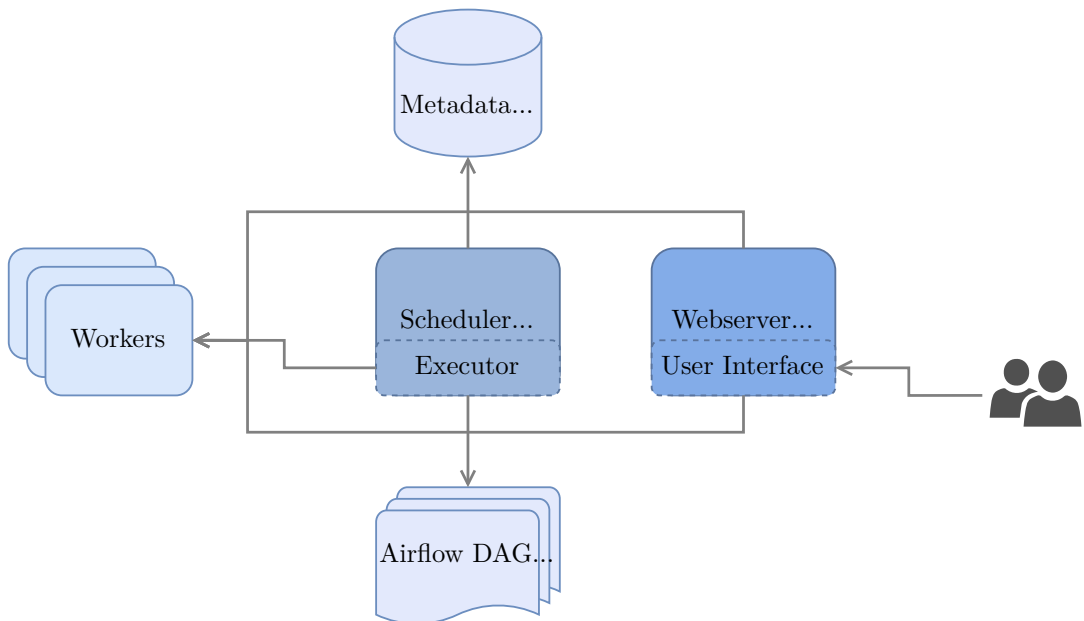 Metadata...
Workers
Scheduler...
Executor
Webserver...
User Interface
Airflow DAG...